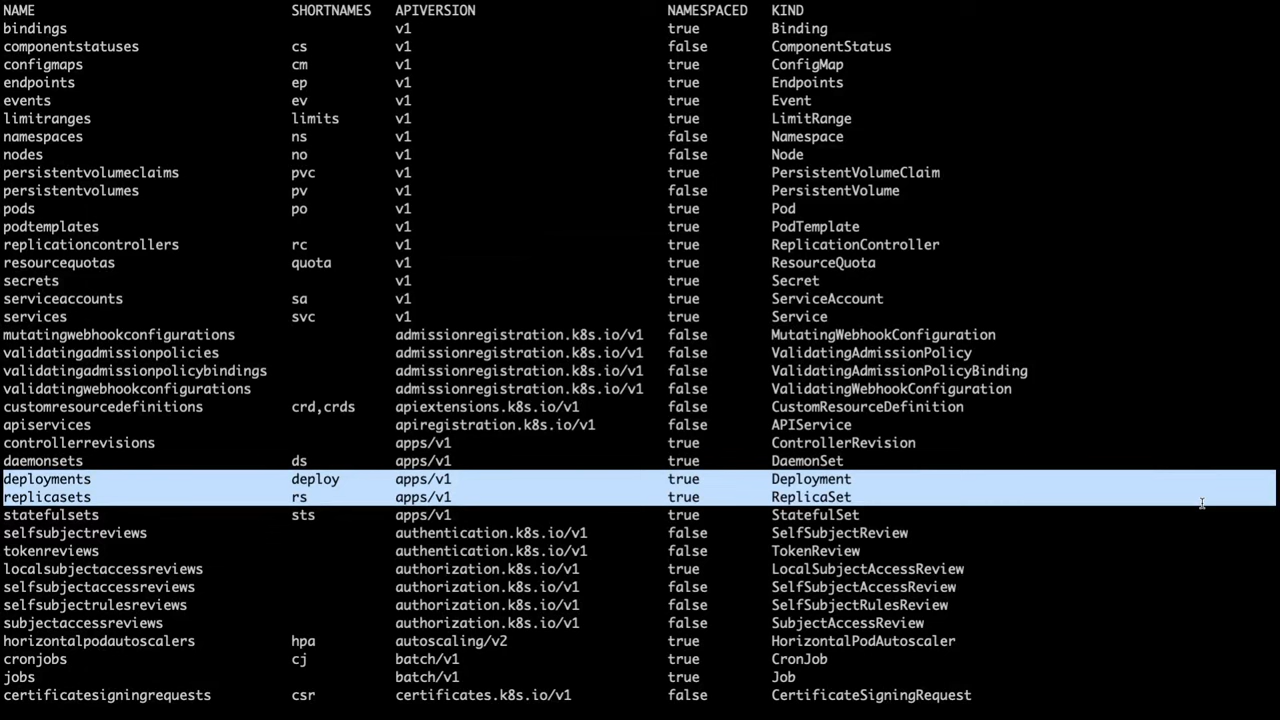 NAME SHORTNAMES APIVERSION NAMESPACED KIND
bindings v1 true Binding
componentstatuses cs v1 false ComponentStatus
configmaps cm v1 true ConfigMap
endpoints ep v1 true Endpoints
events ev v1 true Event
limitranges limits v1 true LimitRange
namespaces ns v1 false Namespace
nodes no v1 false Node
persistentvolumeclaims pvc v1 true PersistentVolumeClaim
persistentvolumes pv v1 false PersistentVolume
pods po v1 true Pod
podtemplates v1 true PodTemplate
replicationcontrollers rc v1 true ReplicationController
resourcequotas quota v1 true ResourceQuota
secrets v1 true Secret
serviceaccounts sa v1 true ServiceAccount
services svc v1 true Service
mutatingwebhookconfigurations admissionregistration.k8s.io/v1 false MutatingWebhookConfiguration
validatingadmissionpolicies admissionregistration.k8s.io/v1 false ValidatingAdmissionPolicy
validatingadmissionpolicybindings admissionregistration.k8s.io/v1 false ValidatingAdmissionPolicyBinding
validatingwebhookconfigurations admissionregistration.k8s.io/v1 false ValidatingWebhookConfiguration
customresourcedefinitions crd,crds apiextensions.k8s.io/v1 false CustomResourceDefinition
apiservices apiregistration.k8s.io/v1 false APIService
controllerrevisions apps/v1 true ControllerRevision
daemonsets ds apps/v1 true DaemonSet
deployments deploy apps/v1 true Deployment
replicasets rs apps/v1 true ReplicaSet
statefulsets sts apps/v1 true StatefulSet
selfsubjectreviews authentication.k8s.io/v1 false SelfSubjectReview
tokenreviews authentication.k8s.io/v1 false TokenReview
localsubjectaccessreviews authorization.k8s.io/v1 true LocalSubjectAccessReview
selfsubjectaccessreviews authorization.k8s.io/v1 false SelfSubjectAccessReview
selfsubjectrulesreviews authorization.k8s.io/v1 false SelfSubjectRulesReview
subjectaccessreviews authorization.k8s.io/v1 false SubjectAccessReview
horizontalpodautoscalers hpa autoscaling/v2 true HorizontalPodAutoscaler
cronjobs cj batch/v1 true CronJob
jobs batch/v1 true Job
certificatesigningrequests csr certificates.k8s.io/v1 false CertificateSigningRequest